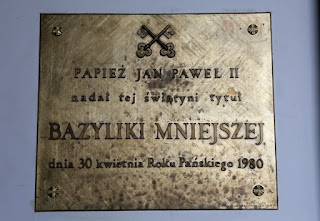 PAPIEŻ JAN PAWEŁ II
nadał tej świątyni tytuł
BAZYLIKI MNIEJSZEJ
dnia 30 kwietnia Roku Pańskiego 1980